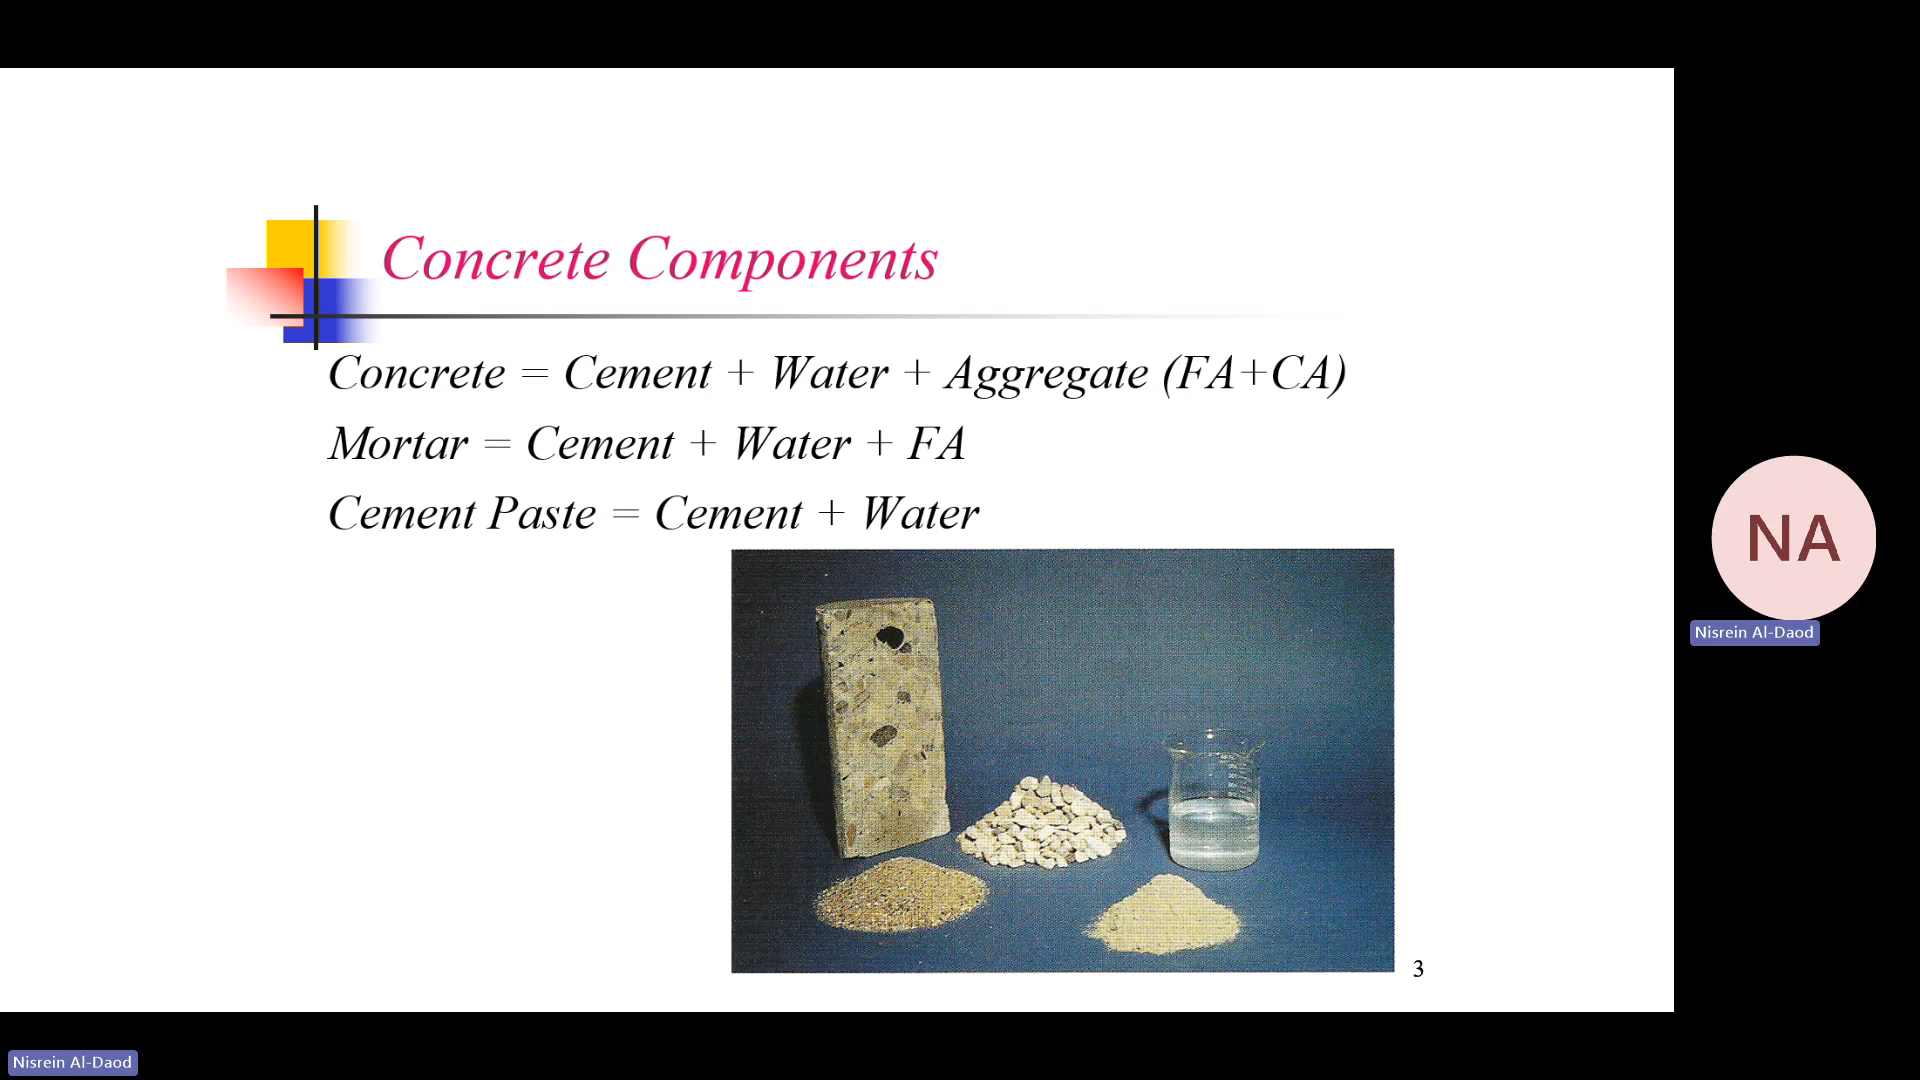 Concrete Components
Concrete = Cement + Water + Aggregate (FA+CA)
Mortar = Cement + Water + FA
Cement Paste = Cement + Water
3
NA
Nisrein Al-Daod
Nisrein Al-Daod